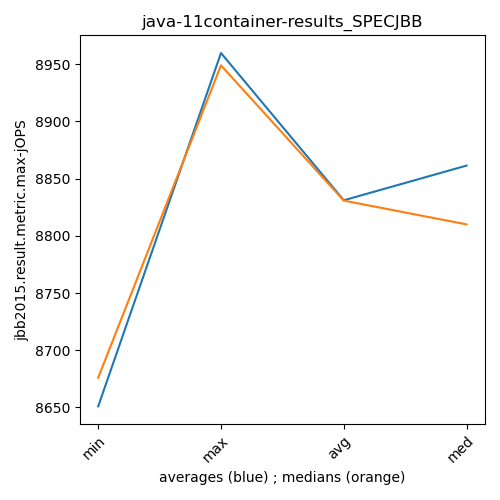 java-11container-results_SPECJBB
jbb2015.result.metric.max-jOPS
8950
8900
8850
8800
8750
8700
8650
min
max
avg
med
averages (blue) ; medians (orange)